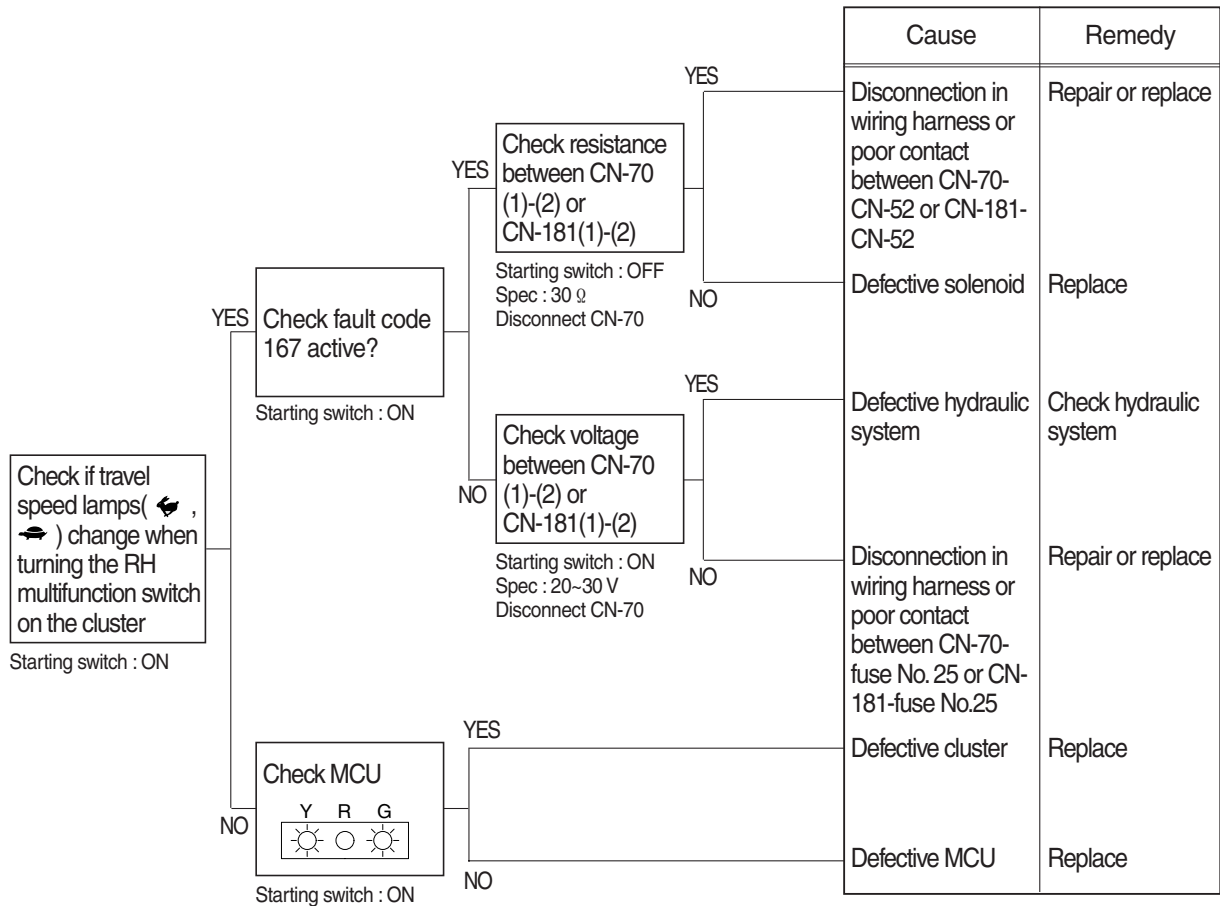 Cause
Remedy
YES
Disconnection in
wiring harness or
poor contact
between CN-70-
CN-52 or CN-181-
CN-52
Repair or replace
YES
Check resistance
between CN-70
(1)-(2) or
CN-181(1)-(2)
Starting switch : OFF
Spec : 30 Ω
Disconnect CN-70
NO
Defective solenoid
Replace
YES
Check fault code
167 active?
Starting switch : ON
YES
Defective hydraulic
system
Check hydraulic
system
NO
Check voltage
between CN-70
(1)-(2) or
CN-181(1)-(2)
Starting switch : ON
Spec : 20~30 V
Disconnect CN-70
NO
Disconnection in
wiring harness or
poor contact
between CN-70-
fuse No. 25 or CN-
181-fuse No.25
Repair or replace
Check if travel
speed lamps( ,
) change when
turning the RH
multifunction switch
on the cluster
Starting switch : ON
YES
Defective cluster
Replace
NO
Check MCU
Y R G
Starting switch : ON
NO
Defective MCU
Replace